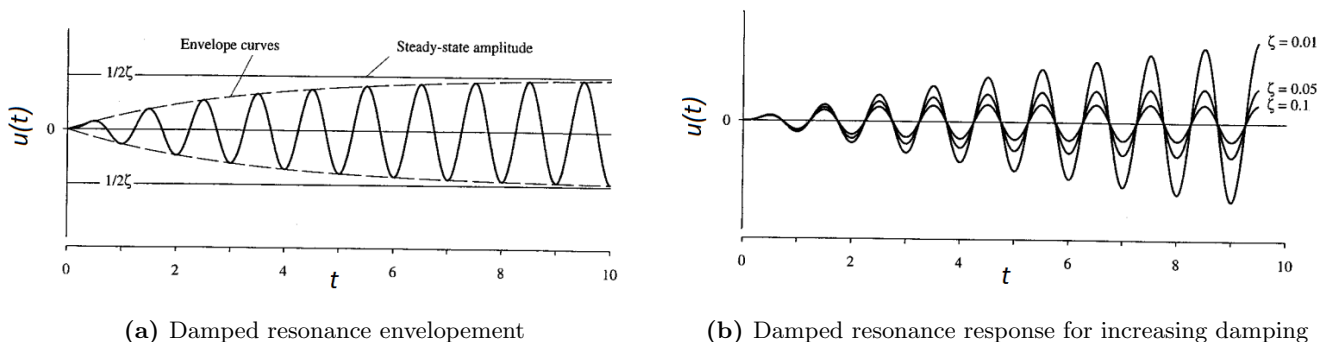 Envelope curves
Steady-state amplitude
1/2ζ
u(t)
0
1/2ζ
0 2 4 6 8 10
t
(a) Damped resonance envelopement
ζ = 0.01
ζ = 0.05
ζ = 0.1
u(t)
0
0 2 4 6 8 10
t
(b) Damped resonance response for increasing damping